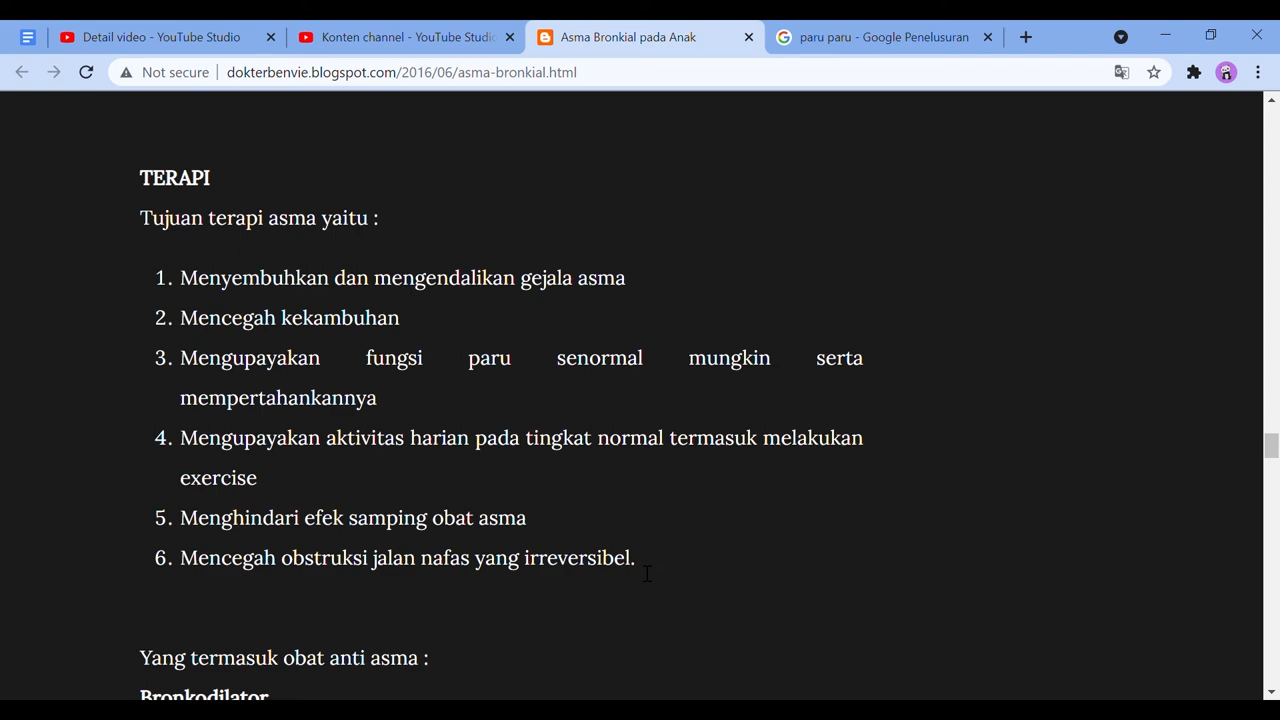 Detail video - YouTube Studio
Konten channel - YouTube Studio
Asma Bronkial pada Anak
paru paru - Google Penelusuran
Not secure
dokterbenvie.blogspot.com/2016/06/asma-bronkial.html
TERAPI
Tujuan terapi asma yaitu :
1. Menyembuhkan dan mengendalikan gejala asma
2. Mencegah kekambuhan
3. Mengupayakan fungsi paru senormal mungkin serta
mempertahankannya
4. Mengupayakan aktivitas harian pada tingkat normal termasuk melakukan
exercise
5. Menghindari efek samping obat asma
6. Mencegah obstruksi jalan nafas yang irreversibel.
Yang termasuk obat anti asma :
Bronkodilator